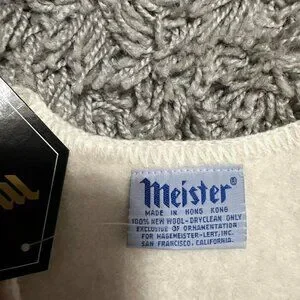 Meister®
MADE IN HONG KONG
100% NEW WOOL-DRYCLEAN ONLY
EXCLUSIVE OF ORNAMENTATION
FOR HAGEMEISTER-LERT, INC.
SAN FRANCISCO, CALIFORNIA.